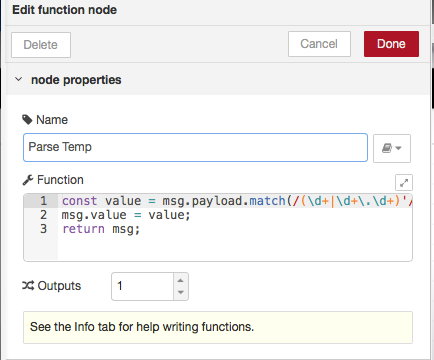 Edit function node
Delete
Cancel
Done
node properties
Name
Parse Temp
Function
1 const value = msg.payload.match(/(\d+|\d+\.\d+)'/
2 msg.value = value;
3 return msg;
Outputs
1
See the Info tab for help writing functions.